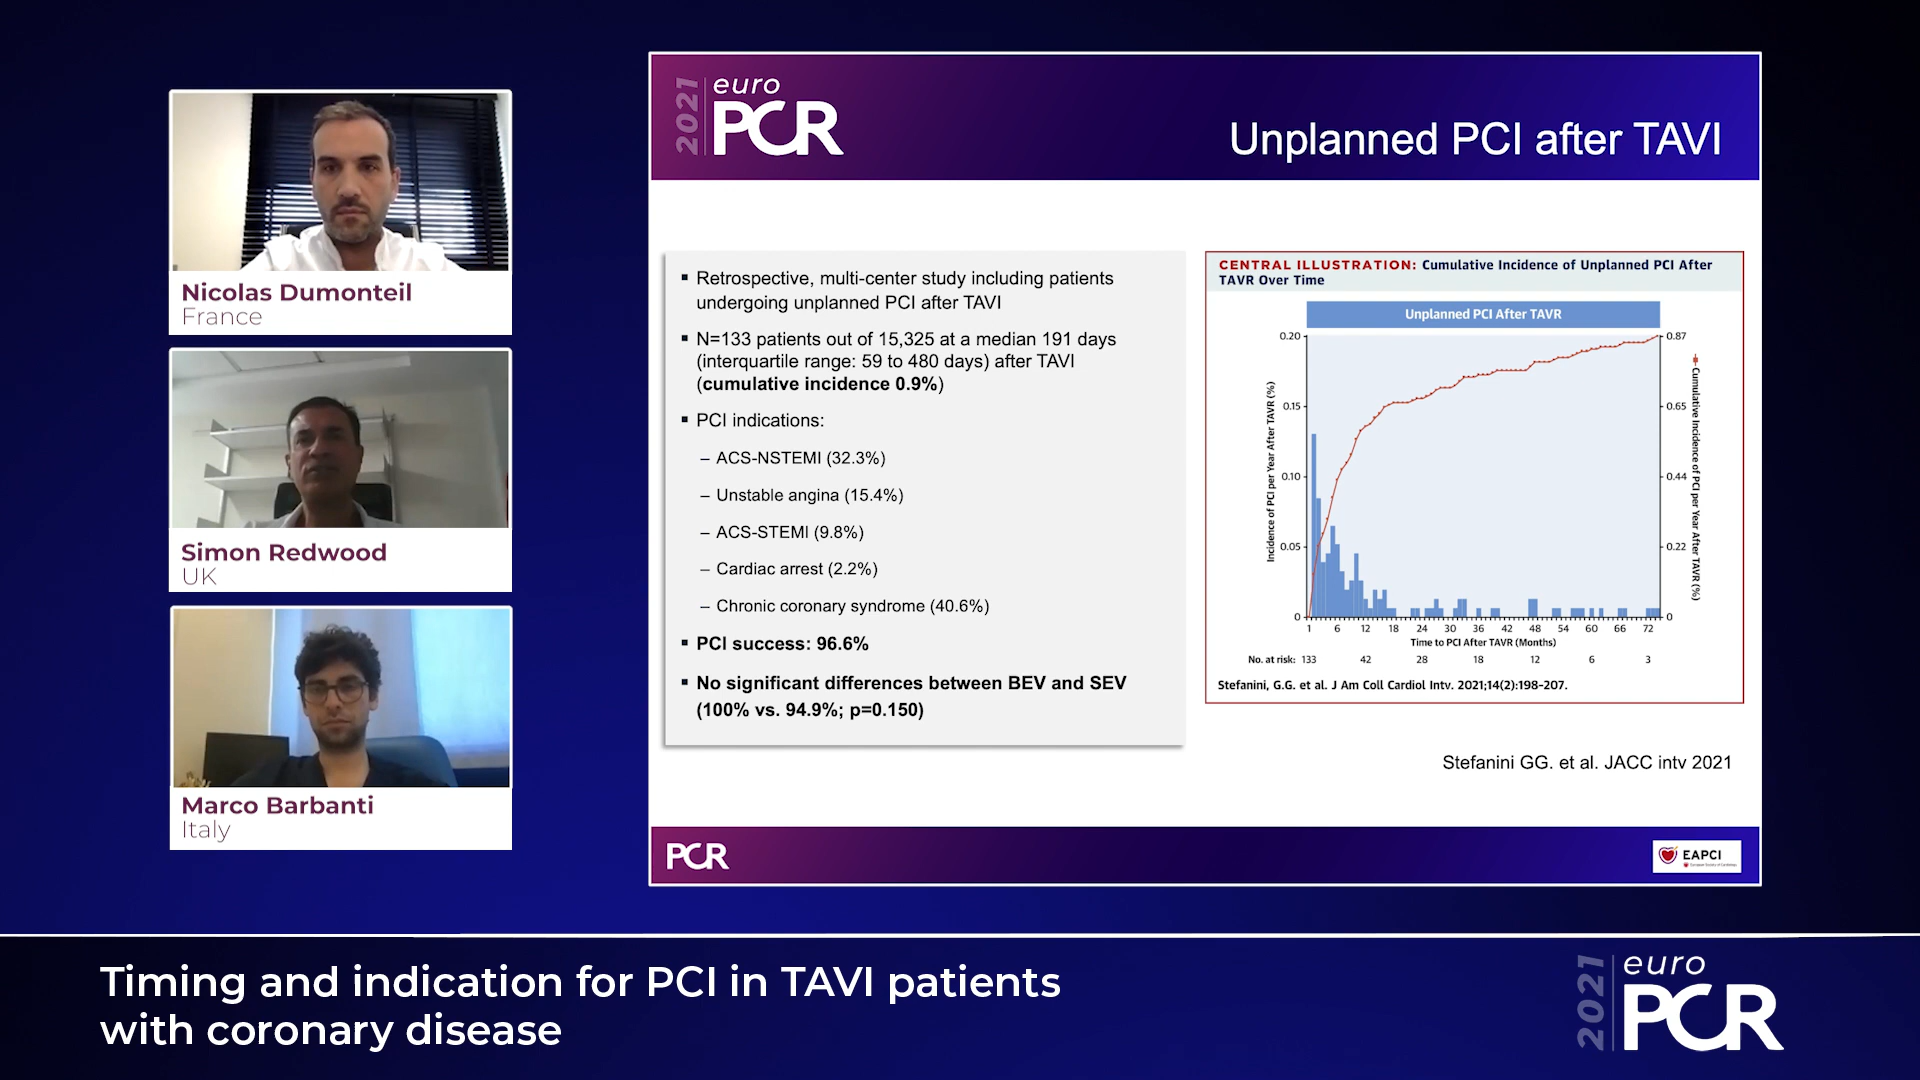 Nicolas Dumonteil
France
Simon Redwood
UK
Marco Barbanti
Italy
2021
euro
PCR
Unplanned PCI after TAVI
▪ Retrospective, multi-center study including patients
undergoing unplanned PCI after TAVI
▪ N=133 patients out of 15,325 at a median 191 days
(interquartile range: 59 to 480 days) after TAVI
(cumulative incidence 0.9%)
▪ PCI indications:
– ACS-NSTEMI (32.3%)
– Unstable angina (15.4%)
– ACS-STEMI (9.8%)
– Cardiac arrest (2.2%)
– Chronic coronary syndrome (40.6%)
▪ PCI success: 96.6%
▪ No significant differences between BEV and SEV
(100% vs. 94.9%; p=0.150)
CENTRAL ILLUSTRATION: Cumulative Incidence of Unplanned PCI After
TAVR Over Time
Unplanned PCI After TAVR
Incidence of PCI per Year After TAVR (%)
0.20
0.15
0.10
0.05
0
0.87
0.65
0.44
0.22
0
Cumulative Incidence of PCI per Year After TAVR (%)
1 6 12 18 24 30 36 42 48 54 60 66 72
Time to PCI After TAVR (Months)
No. at risk: 133 42 28 18 12 6 3
Stefanini, G.G. et al. J Am Coll Cardiol Intv. 2021;14(2):198-207.
Stefanini GG. et al. JACC intv 2021
PCR
EAPCI
Timing and indication for PCI in TAVI patients
with coronary disease
2021
euro
PCR